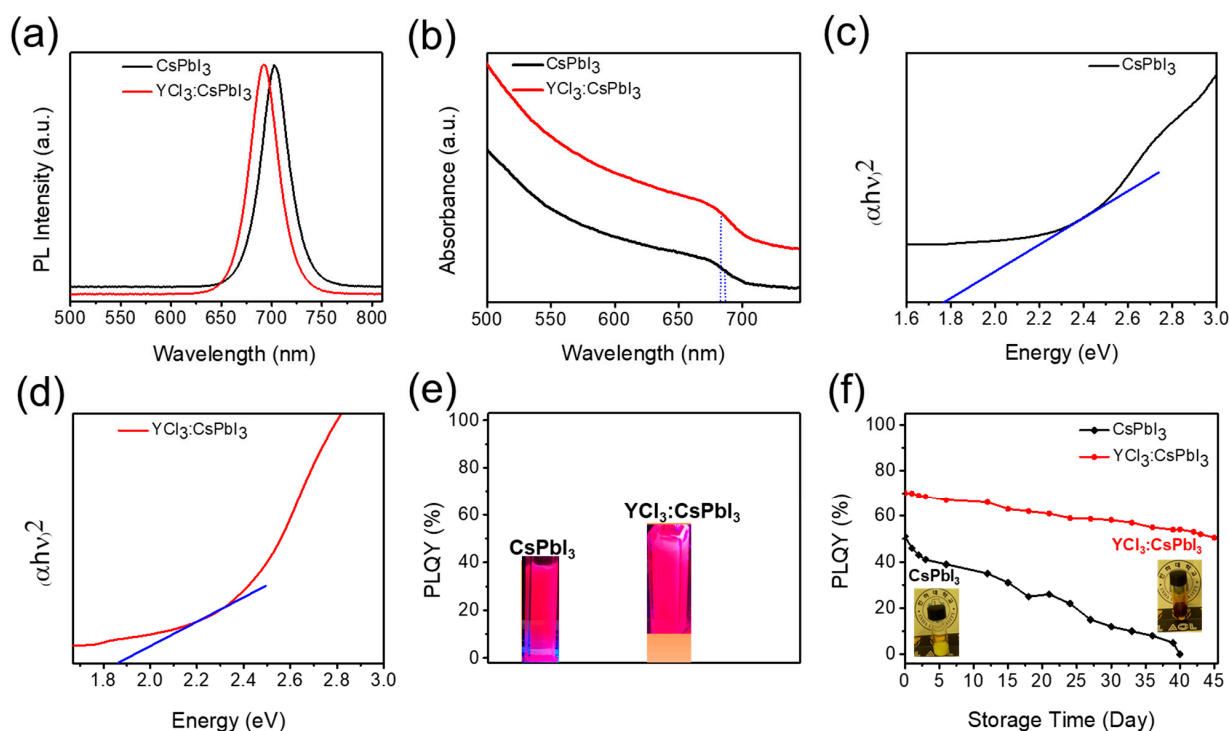 (a)
CsPbI₃
YCl₃:CsPbI₃
PL Intensity (a.u.)
500 550 600 650 700 750 800
Wavelength (nm)
(b)
CsPbI₃
YCl₃:CsPbI₃
Absorbance (a.u.)
500 550 600 650 700
Wavelength (nm)
(c)
CsPbI₃
(αhν)²
1.6 1.8 2.0 2.2 2.4 2.6 2.8 3.0
Energy (eV)
(d)
YCl₃:CsPbI₃
(αhν)²
1.8 2.0 2.2 2.4 2.6 2.8 3.0
Energy (eV)
(e)
100
80
60
40
20
0
PLQY (%)
CsPbI₃
YCl₃:CsPbI₃
(f)
CsPbI₃
YCl₃:CsPbI₃
100
80
60
40
20
0
PLQY (%)
YCl₃:CsPbI₃
CsPbI₃
0 5 10 15 20 25 30 35 40 45
Storage Time (Day)